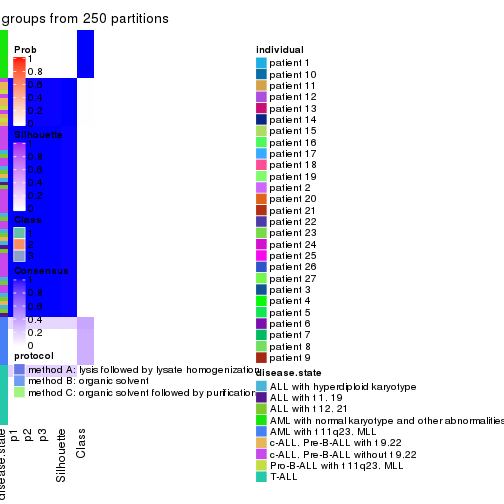 groups from 250 partitions
Prob
1
0.8
0.6
0.4
0.2
0
Silhouette
1
0.8
0.6
0.4
0.2
0
Class
1
2
3
Consensus
1
0.8
0.6
0.4
0.2
0
protocol
method A: lysis followed by lysate homogenization,
method B: organic solvent
method C: organic solvent followed by purification
individual
patient 1
patient 10
patient 11
patient 12
patient 13
patient 14
patient 15
patient 16
patient 17
patient 18
patient 19
patient 2
patient 20
patient 21
patient 22
patient 23
patient 24
patient 25
patient 26
patient 27
patient 3
patient 4
patient 5
patient 6
patient 7
patient 8
patient 9
disease.state
ALL with hyperdiploid karyotype
ALL with t1. 19
ALL with t12. 21
AML with normal karyotype and other abnormalities
AML with t11q23. MLL
c-ALL. Pre-B-ALL with t9.22
c-ALL. Pre-B-ALL without t9.22
Pro-B-ALL with t11q23. MLL
T-ALL
disease.state
p1
p2
p3
Silhouette
Class